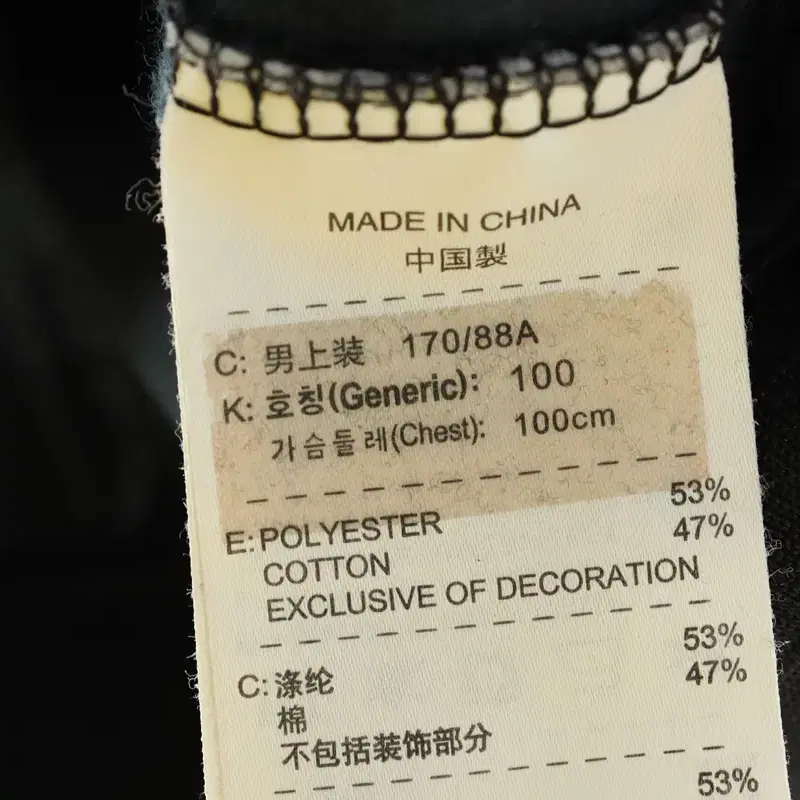 MADE IN CHINA
中国製
C: 男上装 170/88A
K: 호칭(Generic): 100
가슴둘레(Chest): 100cm
E: POLYESTER 53%
COTTON 47%
EXCLUSIVE OF DECORATION
C: 涤纶 53%
棉 47%
不包括装饰部分
53%